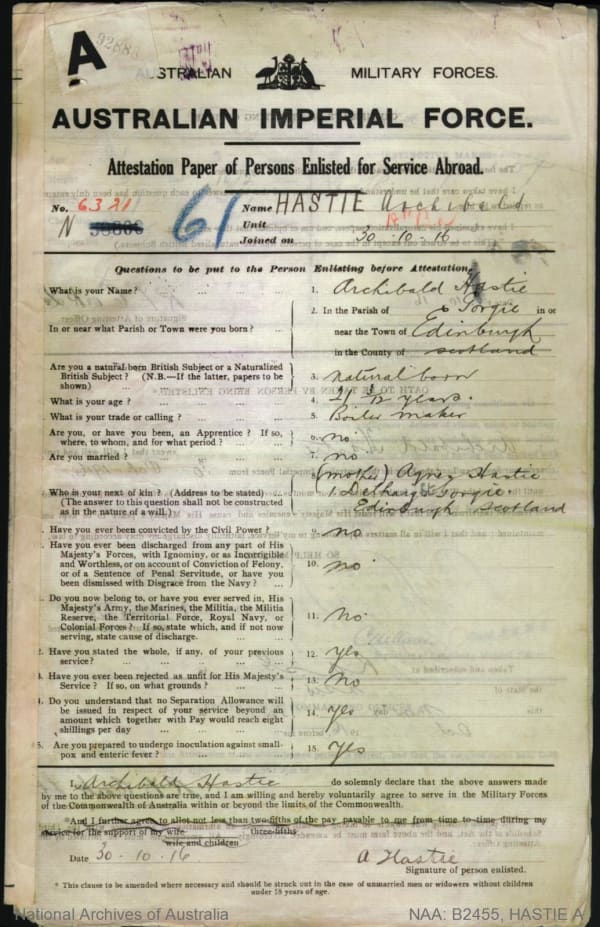 A
92886
AUSTRALIAN MILITARY FORCES.
AUSTRALIAN IMPERIAL FORCE.
Attestation Paper of Persons Enlisted for Service Abroad.
No. 6321 61 Name HASTIE Archibald
N Unit
Joined on 30-10-16
Questions to be put to the Person Enlisting before Attestation.
What is your Name? ... ... ... 1. Archibald Hastie
In or near what Parish or Town were you born? ... 2. In the Parish of Gorgie in or
near the Town of Edinburgh
in the County of Scotland
Are you a natural born British Subject or a Naturalized
British Subject? (N.B.—If the latter, papers to be
shown) ... 3. natural born
What is your age? ... 4. 21 years.
What is your trade or calling? ... 5. Boiler maker
Are you, or have you been, an Apprentice? If so,
where, to whom, and for what period? ... 6. no
Are you married? ... 7. no
Who is your next of kin? (Address to be stated) ... (mother) Agnes Hastie
(The answer to this question shall not be constructed 1 Gorgie
as in the nature of a will.) Edinburgh Scotland
. Have you ever been convicted by the Civil Power? ... 9. no
. Have you ever been discharged from any part of His
Majesty's Forces, with Ignominy, or as Incorrigible
and Worthless, or on account of Conviction of Felony,
or of a Sentence of Penal Servitude, or have you
been dismissed with Disgrace from the Navy? ... 10. no
. Do you now belong to, or have you ever served in, His
Majesty's Army, the Marines, the Militia, the Militia
Reserve, the Territorial Force, Royal Navy, or
Colonial Forces? If so, state which, and if not now
serving, state cause of discharge. 11. no
2. Have you stated the whole, if any, of your previous
service? ... 12. yes
3. Have you ever been rejected as unfit for His Majesty's
Service? If so, on what grounds? ... 13. no
4. Do you understand that no Separation Allowance will
be issued in respect of your service beyond an
amount which together with Pay would reach eight
shillings per day 14. yes
5. Are you prepared to undergo inoculation against small-
pox and enteric fever? ... 15. yes
I, Archibald Hastie do solemnly declare that the above answers made
by me to the above questions are true, and I am willing and hereby voluntarily agree to serve in the Military Forces
of the Commonwealth of Australia within or beyond the limits of the Commonwealth.
*And I further agree to allot not less than two-fifths of the pay payable to me from time to time during my
three-fifths
service for the support of my wife
wife and children
Date 30-10-16 A Hastie
Signature of person enlisted.
* This clause to be amended where necessary and should be struck out in the case of unmarried men or widowers without children
under 18 years of age.
National Archives of Australia NAA: B2455, HASTIE A